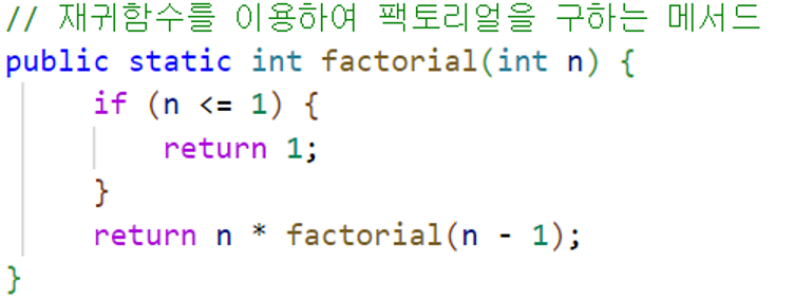 // 재귀함수를 이용하여 팩토리얼을 구하는 메서드
public static int factorial(int n) {
    if (n <= 1) {
        return 1;
    }
    return n * factorial(n - 1);
}